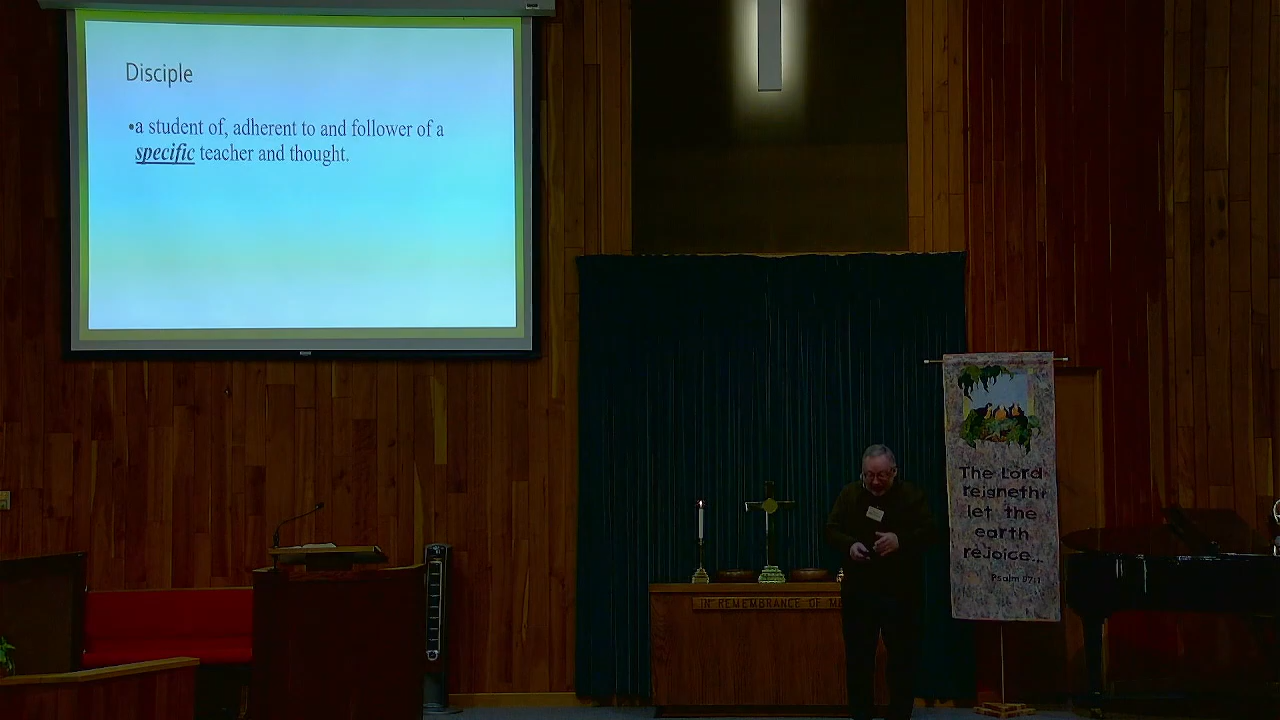 Disciple
•a student of, adherent to and follower of a
specific teacher and thought.
The Lord
reigneth
let the
earth
rejoice...
Psalm 97:1
IN REMEMBRANCE OF